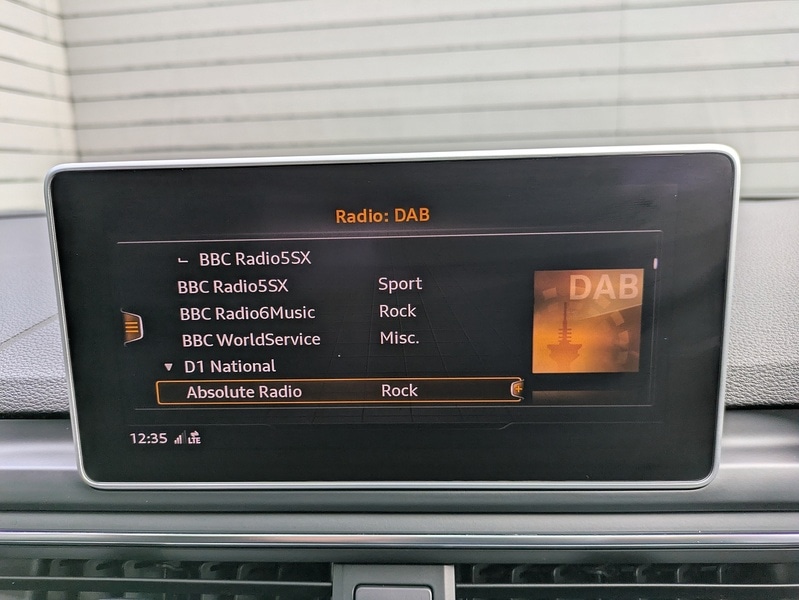 Radio: DAB
BBC Radio5SX
BBC Radio5SX Sport
BBC Radio6Music Rock
BBC WorldService Misc.
D1 National
Absolute Radio Rock
DAB
12:35 LTE